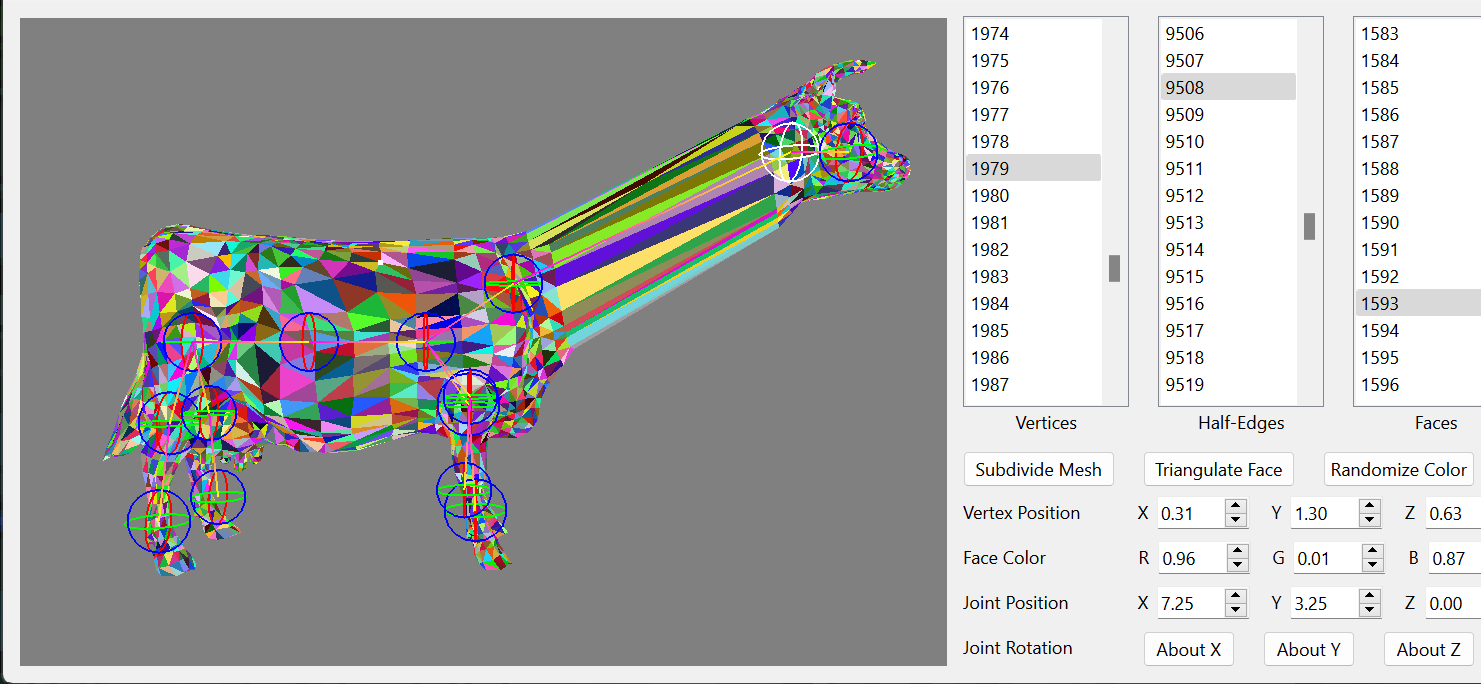 1974 9506 1583
1975 9507 1584
1976 9508 1585
1977 9509 1586
1978 9510 1587
1979 9511 1588
1980 9512 1589
1981 9513 1590
1982 9514 1591
1983 9515 1592
1984 9516 1593
1985 9517 1594
1986 9518 1595
1987 9519 1596
Vertices Half-Edges Faces
Subdivide Mesh Triangulate Face Randomize Color
Vertex Position X 0.31 Y 1.30 Z 0.63
Face Color R 0.96 G 0.01 B 0.87
Joint Position X 7.25 Y 3.25 Z 0.00
Joint Rotation About X About Y About Z